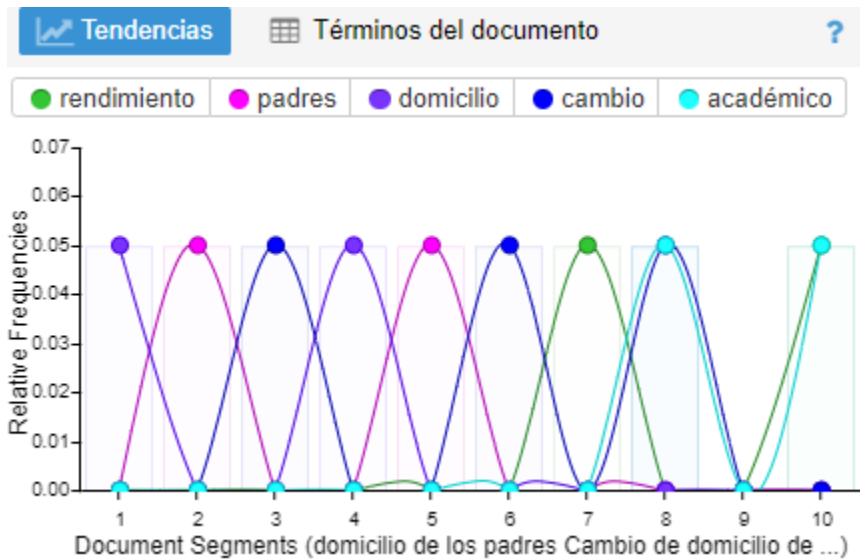 Tendencias Términos del documento ?
rendimiento padres domicilio cambio académico
0.07
0.06
0.05
0.04
0.03
0.02
0.01
0.00
Relative Frequencies
1 2 3 4 5 6 7 8 9 10
Document Segments (domicilio de los padres Cambio de domicilio de ...)